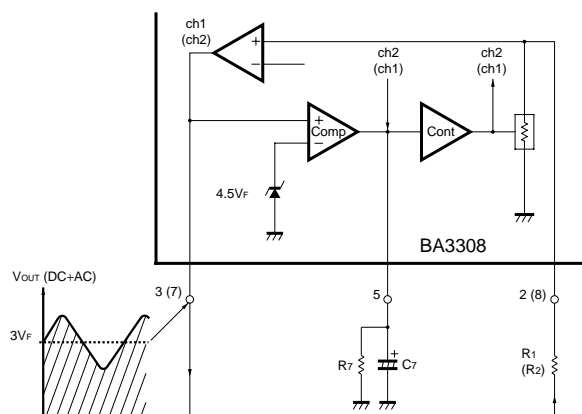 ch1
(ch2)
+
−
ch2
(ch1)
ch2
(ch1)
+
−
Comp
Cont
4.5VF
BA3308
VOUT (DC+AC)
3 (7)
5
2 (8)
3VF
R7
+
C7
R1
(R2)